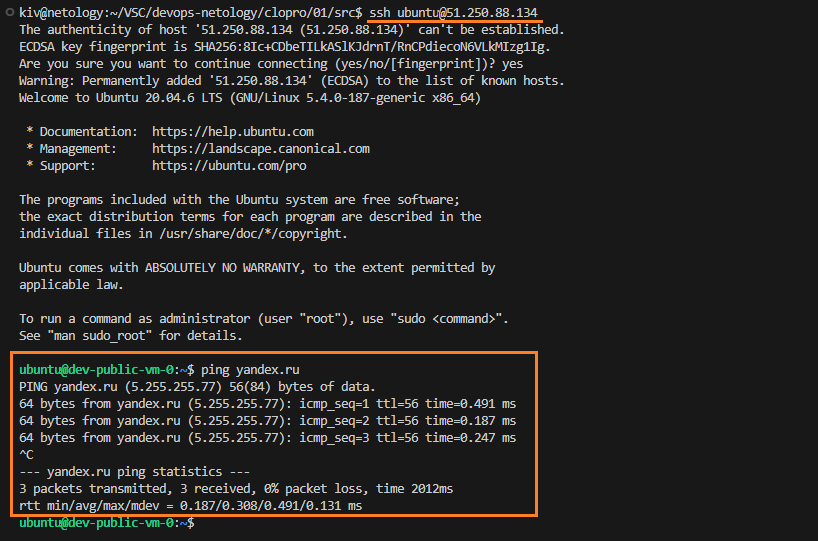 kiv@netology:~/VSC/devops-netology/clopro/01/src$ ssh ubuntu@51.250.88.134
The authenticity of host '51.250.88.134 (51.250.88.134)' can't be established.
ECDSA key fingerprint is SHA256:8Ic+CDbeTILkASlKJdrnT/RnCPdiecoN6VLkMIzg1Ig.
Are you sure you want to continue connecting (yes/no/[fingerprint])? yes
Warning: Permanently added '51.250.88.134' (ECDSA) to the list of known hosts.
Welcome to Ubuntu 20.04.6 LTS (GNU/Linux 5.4.0-187-generic x86_64)
* Documentation:  https://help.ubuntu.com
* Management:     https://landscape.canonical.com
* Support:        https://ubuntu.com/pro
The programs included with the Ubuntu system are free software;
the exact distribution terms for each program are described in the
individual files in /usr/share/doc/*/copyright.
Ubuntu comes with ABSOLUTELY NO WARRANTY, to the extent permitted by
applicable law.
To run a command as administrator (user "root"), use "sudo <command>".
See "man sudo_root" for details.
ubuntu@dev-public-vm-0:~$ ping yandex.ru
PING yandex.ru (5.255.255.77) 56(84) bytes of data.
64 bytes from yandex.ru (5.255.255.77): icmp_seq=1 ttl=56 time=0.491 ms
64 bytes from yandex.ru (5.255.255.77): icmp_seq=2 ttl=56 time=0.187 ms
64 bytes from yandex.ru (5.255.255.77): icmp_seq=3 ttl=56 time=0.247 ms
^C
--- yandex.ru ping statistics ---
3 packets transmitted, 3 received, 0% packet loss, time 2012ms
rtt min/avg/max/mdev = 0.187/0.308/0.491/0.131 ms
ubuntu@dev-public-vm-0:~$